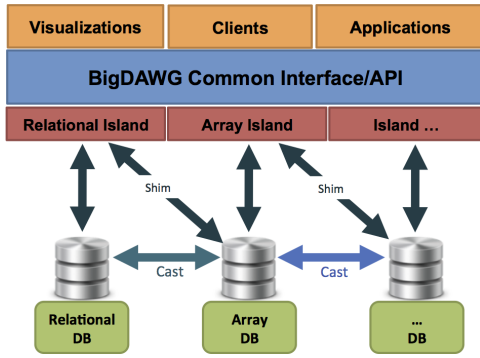 Visualizations
Clients
Applications
BigDAWG Common Interface/API
Relational Island
Array Island
Island ...
Shim
Shim
Cast
Cast
Relational
DB
Array
DB
...
DB